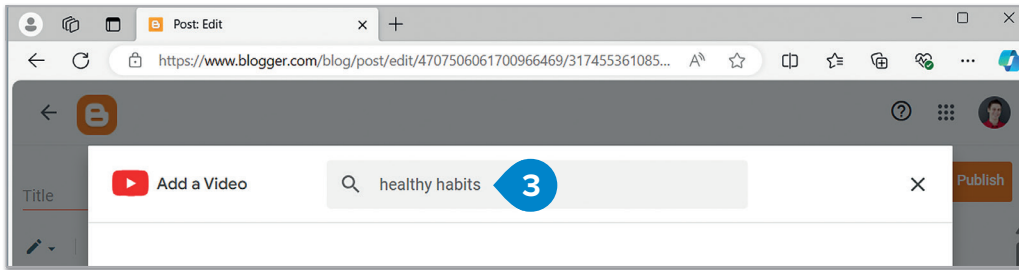 Post: Edit
https://www.blogger.com/blog/post/edit/4707506061700966469/317455361085...
Add a Video
healthy habits
3
Title
Publish